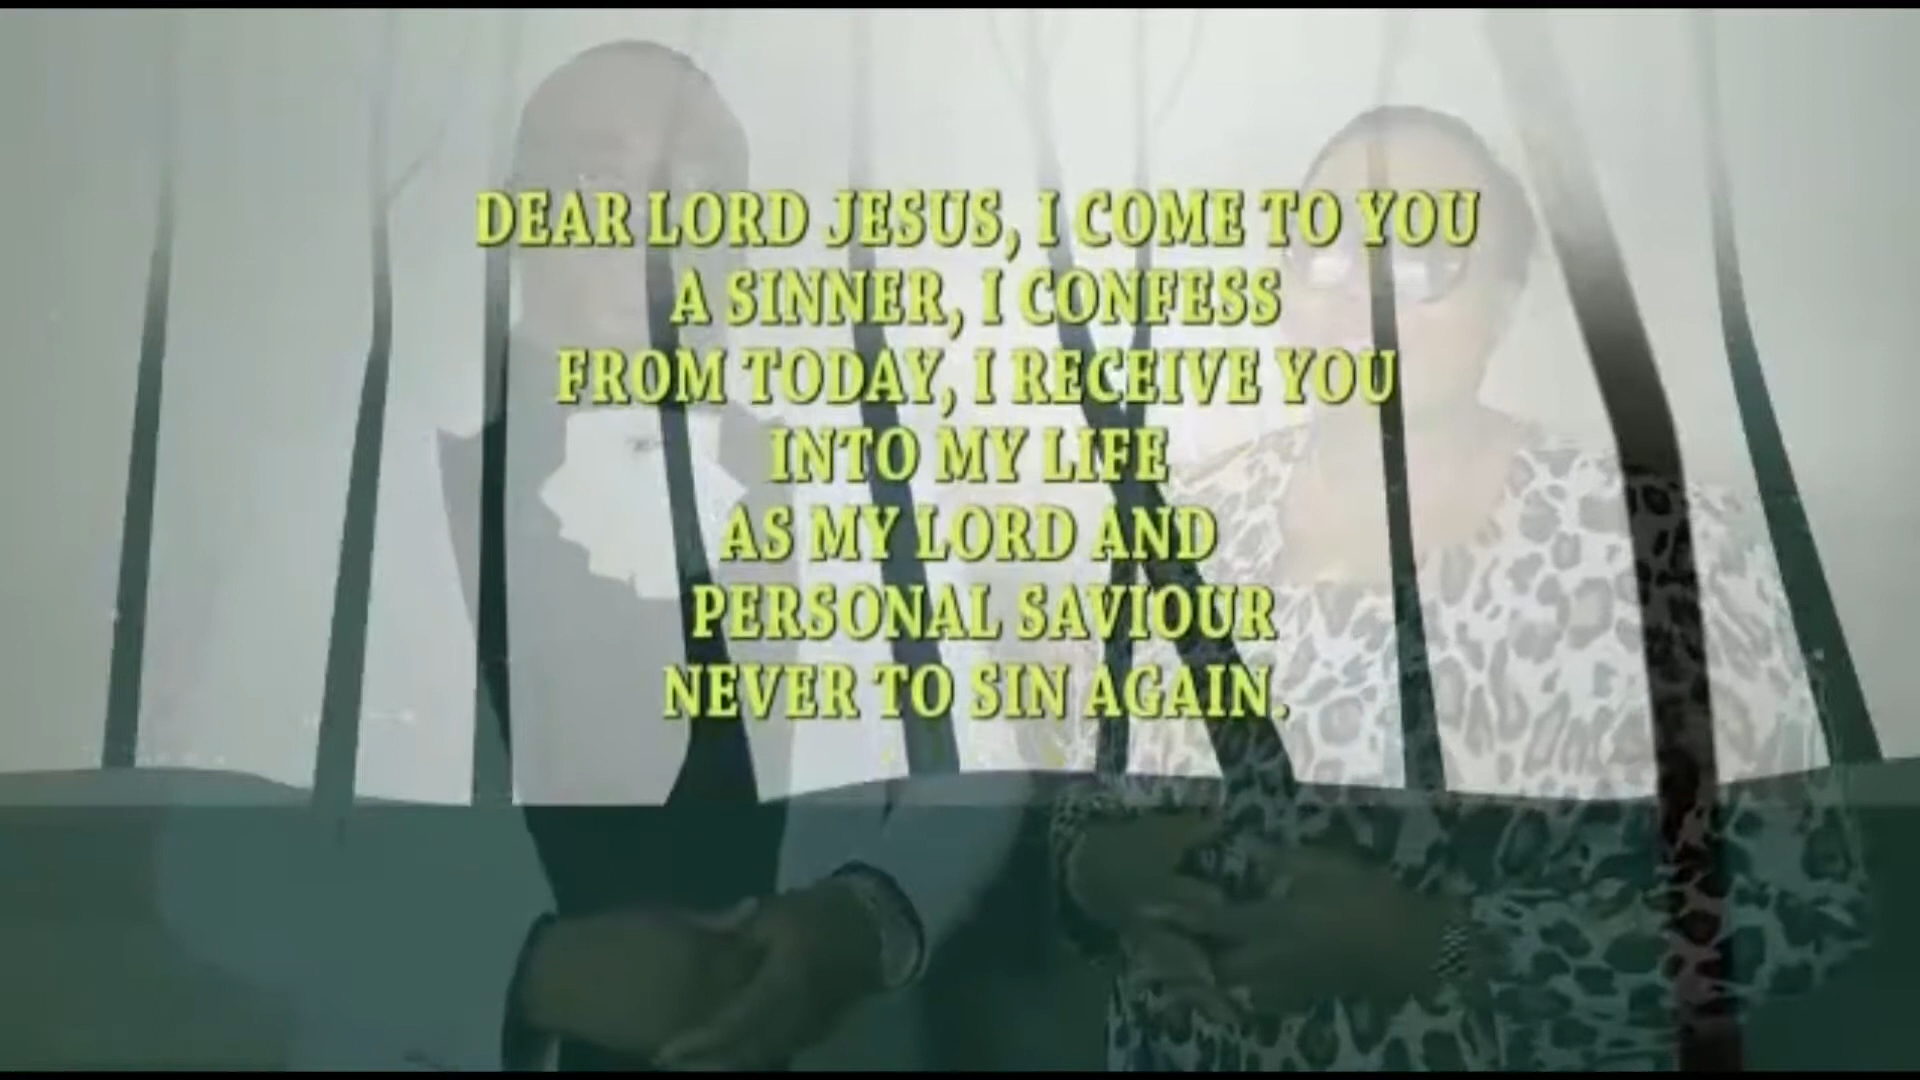 DEAR LORD JESUS, I COME TO YOU
A SINNER, I CONFESS
FROM TODAY, I RECEIVE YOU
INTO MY LIFE
AS MY LORD AND
PERSONAL SAVIOUR
NEVER TO SIN AGAIN.